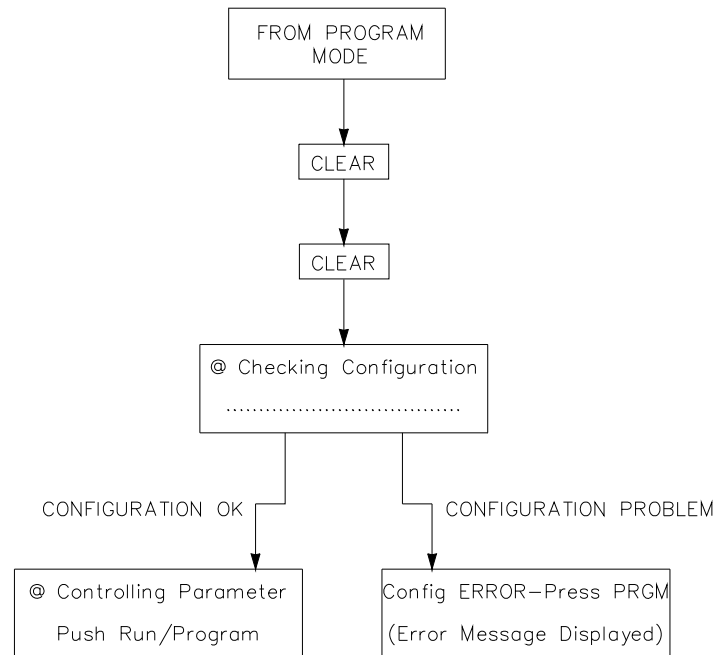 FROM PROGRAM
MODE
CLEAR
CLEAR
@ Checking Configuration
....................................
CONFIGURATION OK
CONFIGURATION PROBLEM
@ Controlling Parameter
Push Run/Program
Config ERROR-Press PRGM
(Error Message Displayed)